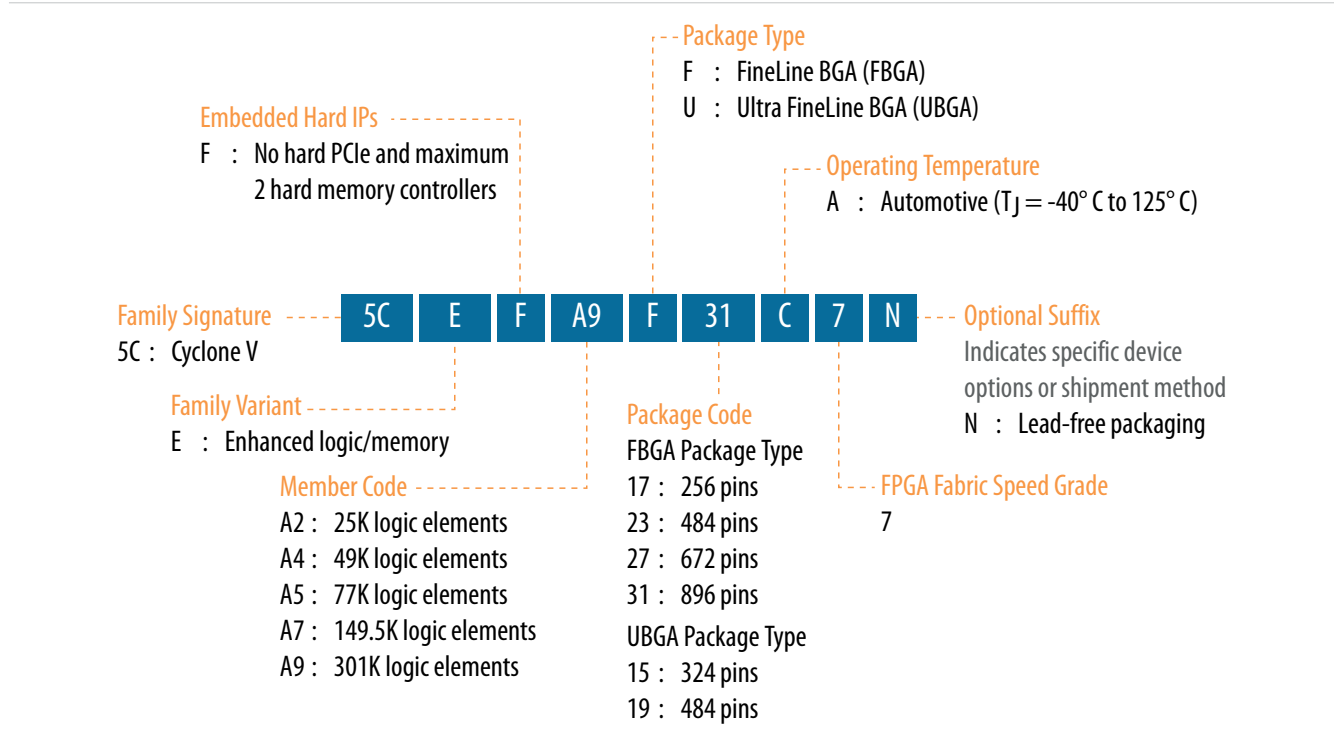 Package Type
F : FineLine BGA (FBGA)
U : Ultra FineLine BGA (UBGA)
Embedded Hard IPs
F : No hard PCIe and maximum
2 hard memory controllers
Operating Temperature
A : Automotive (TJ = -40° C to 125° C)
Family Signature
5C : Cyclone V
5C E F A9 F 31 C 7 N
Optional Suffix
Indicates specific device
options or shipment method
N : Lead-free packaging
Family Variant
E : Enhanced logic/memory
Member Code
A2 : 25K logic elements
A4 : 49K logic elements
A5 : 77K logic elements
A7 : 149.5K logic elements
A9 : 301K logic elements
Package Code
FBGA Package Type
17 : 256 pins
23 : 484 pins
27 : 672 pins
31 : 896 pins
UBGA Package Type
15 : 324 pins
19 : 484 pins
FPGA Fabric Speed Grade
7